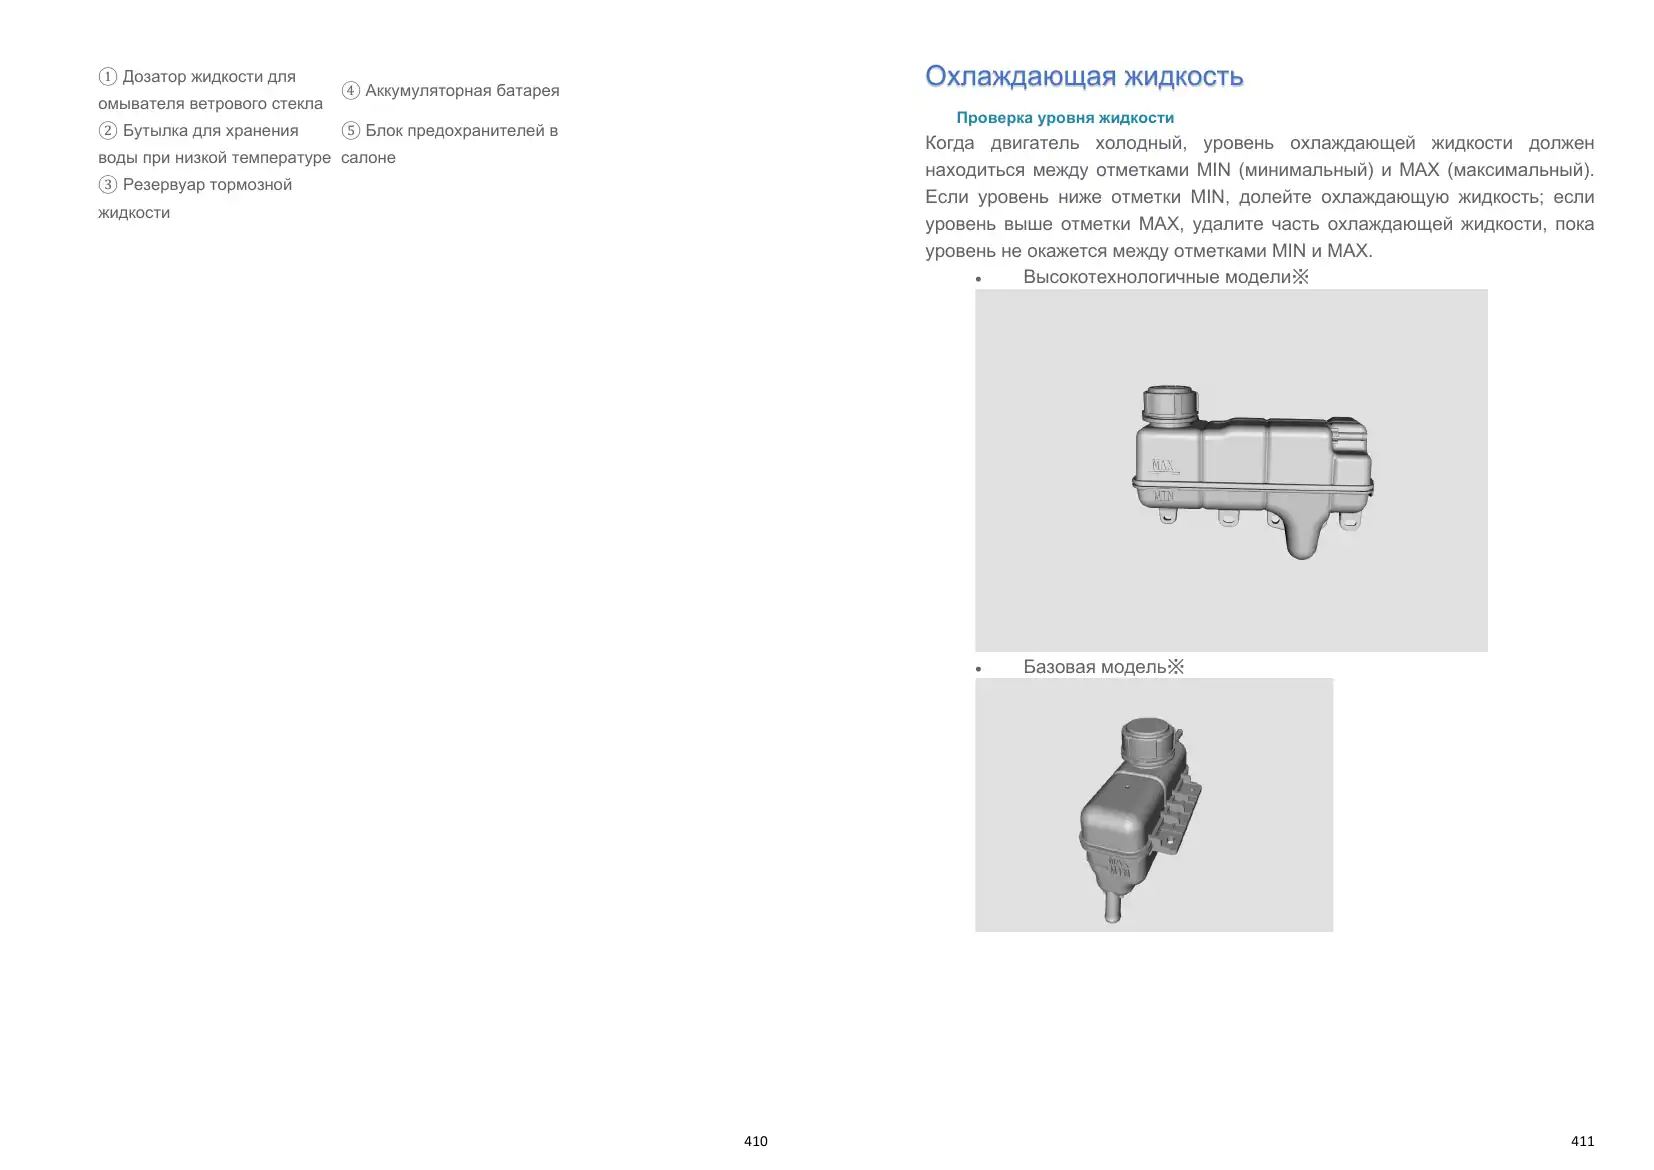 ① Дозатор жидкости для
омывателя ветрового стекла
② Бутылка для хранения
воды при низкой температуре
③ Резервуар тормозной
жидкости
④ Аккумуляторная батарея
⑤ Блок предохранителей в
салоне
410
Охлаждающая жидкость
Проверка уровня жидкости
Когда двигатель холодный, уровень охлаждающей жидкости должен
находиться между отметками MIN (минимальный) и MAX (максимальный).
Если уровень ниже отметки MIN, долейте охлаждающую жидкость; если
уровень выше отметки MAX, удалите часть охлаждающей жидкости, пока
уровень не окажется между отметками MIN и MAX.
• Высокотехнологичные модели※
MAX
MIN
• Базовая модель※
MAX
MIN
411